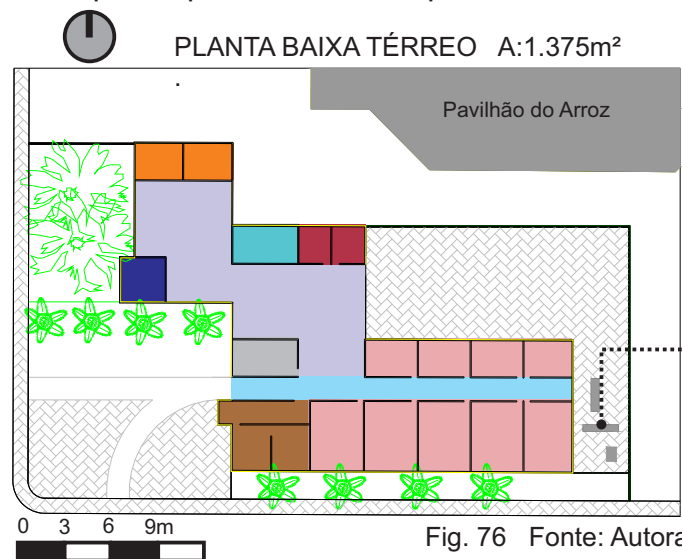 PLANTA BAIXA TÉRREO A:1.375m²
Pavilhão do Arroz
0 3 6 9m
Fig. 76 Fonte: Autora